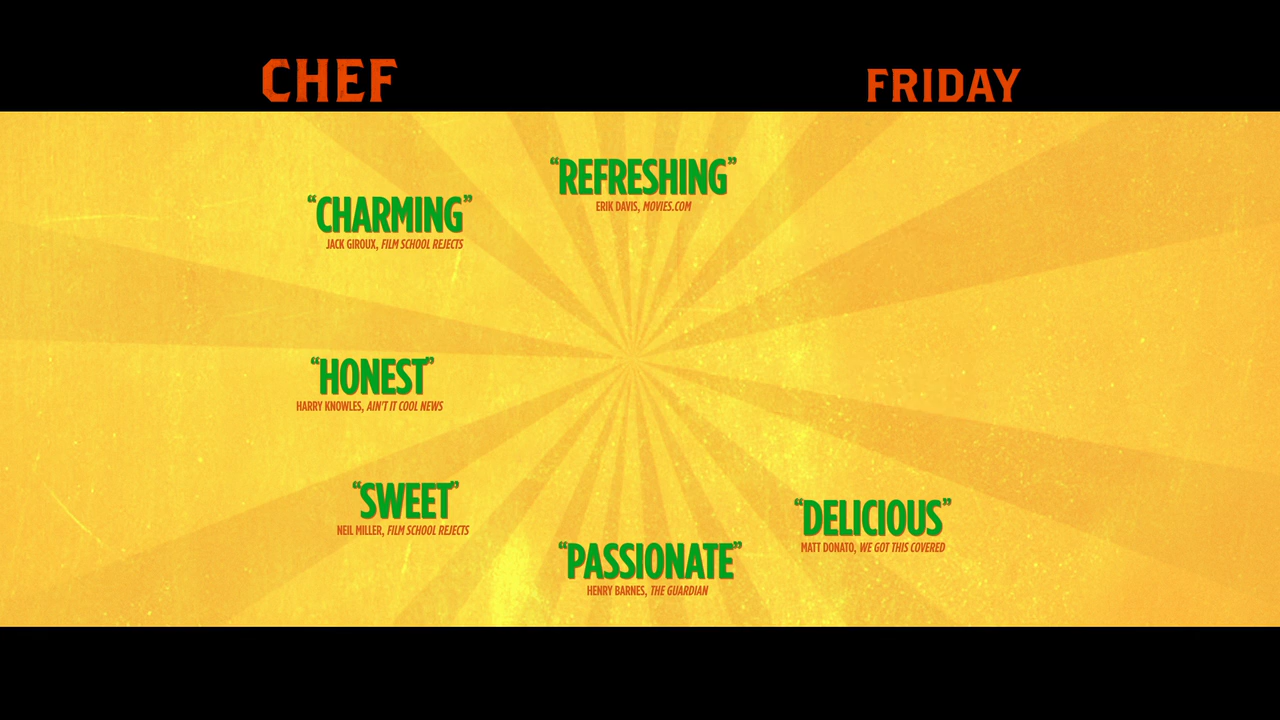 CHEF
FRIDAY
“REFRESHING”
ERIK DAVIS, MOVIES.COM
“CHARMING”
JACK GIROUX, FILM SCHOOL REJECTS
“HONEST”
HARRY KNOWLES, AIN'T IT COOL NEWS
“SWEET”
NEIL MILLER, FILM SCHOOL REJECTS
“DELICIOUS”
MATT DONATO, WE GOT THIS COVERED
“PASSIONATE”
HENRY BARNES, THE GUARDIAN